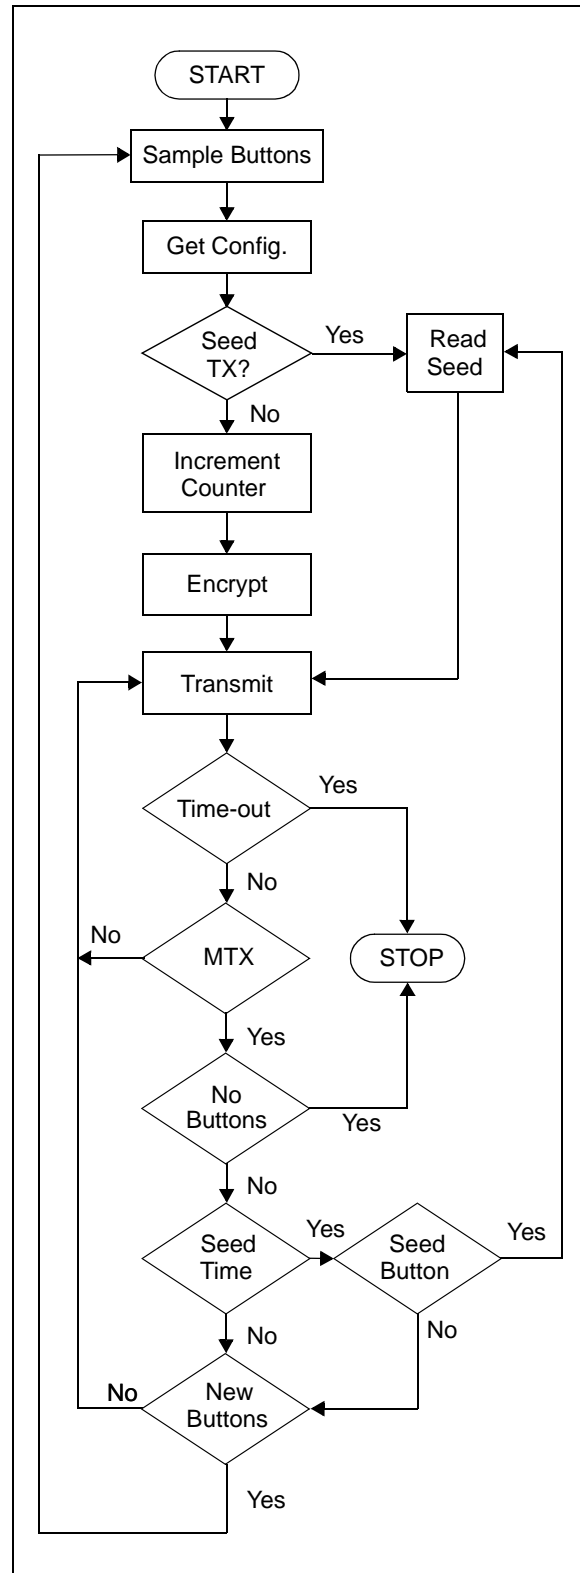 START
Sample Buttons
Get Config.
Seed
TX?
Yes
Read
Seed
No
Increment
Counter
Encrypt
Transmit
Time-out
Yes
No
No
MTX
STOP
Yes
No
Buttons
Yes
No
Seed
Time
Yes
Seed
Button
Yes
No
No
No
New
Buttons
Yes